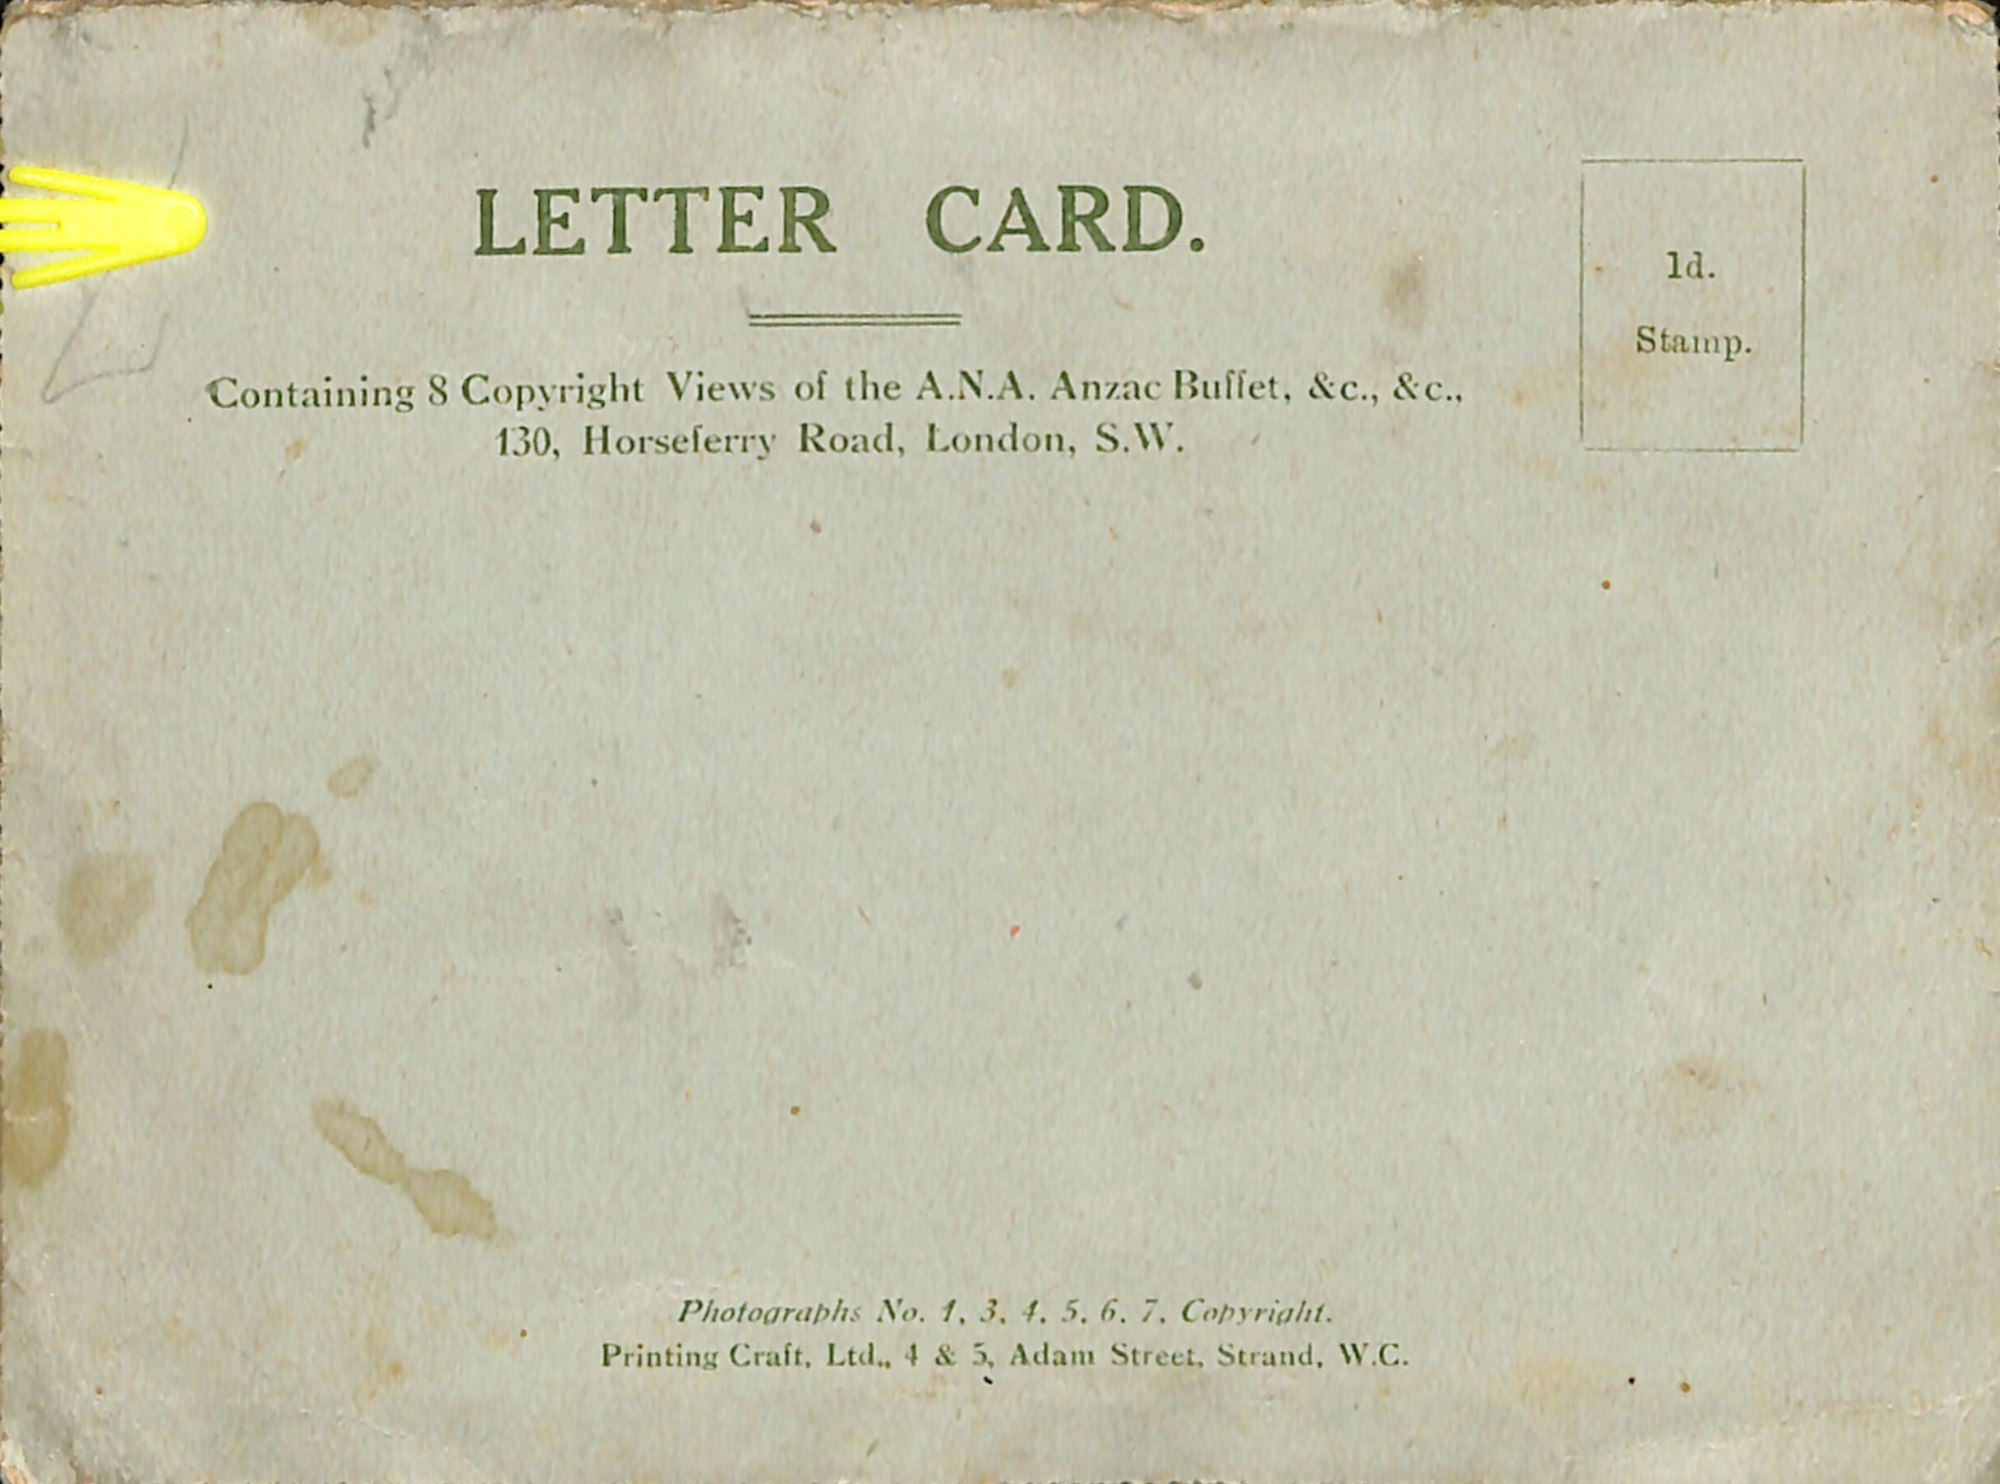 LETTER CARD.
1d.
Stamp.
Containing 8 Copyright Views of the A.N.A. Anzac Buffet, &c., &c.,
130, Horseferry Road, London, S.W.
Photographs No. 1, 3, 4, 5, 6, 7, Copyright.
Printing Craft, Ltd., 4 & 5, Adam Street, Strand, W.C.